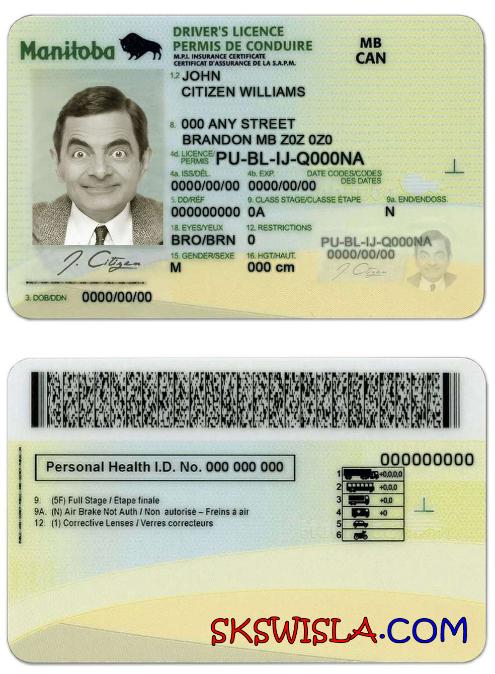 Manitoba
DRIVER'S LICENCE
PERMIS DE CONDUIRE
M.P.I. INSURANCE CERTIFICATE
CERTIFICAT D'ASSURANCE DE LA S.A.P.M.
MB
CAN
1,2 JOHN
CITIZEN WILLIAMS
8. 000 ANY STREET
BRANDON MB Z0Z 0Z0
4d. LICENCE/PERMIS PU-BL-IJ-Q000NA
4a. ISS/DÉL. 4b. EXP. DATE CODES/CODES DES DATES
0000/00/00 0000/00/00
5. DD/RÉF 9. CLASS STAGE/CLASSE ÉTAPE 9a. END/ENDOSS.
000000000 0A N
18. EYES/YEUX 12. RESTRICTIONS
BRO/BRN 0
PU-BL-IJ-Q000NA
0000/00/00
15. GENDER/SEXE 16. HGT/HAUT.
M 000 cm
J. Citizen
J. Citizen
3. DOB/DDN 0000/00/00
Personal Health I.D. No. 000 000 000
000000000
9. (5F) Full Stage / Étape finale
9A. (N) Air Brake Not Auth / Non autorisé – Freins à air
12. (1) Corrective Lenses / Verres correcteurs
1 +0,0,0
2 +0,0
3 +0,0
4 +0
5
6
SKSWISLA.COM